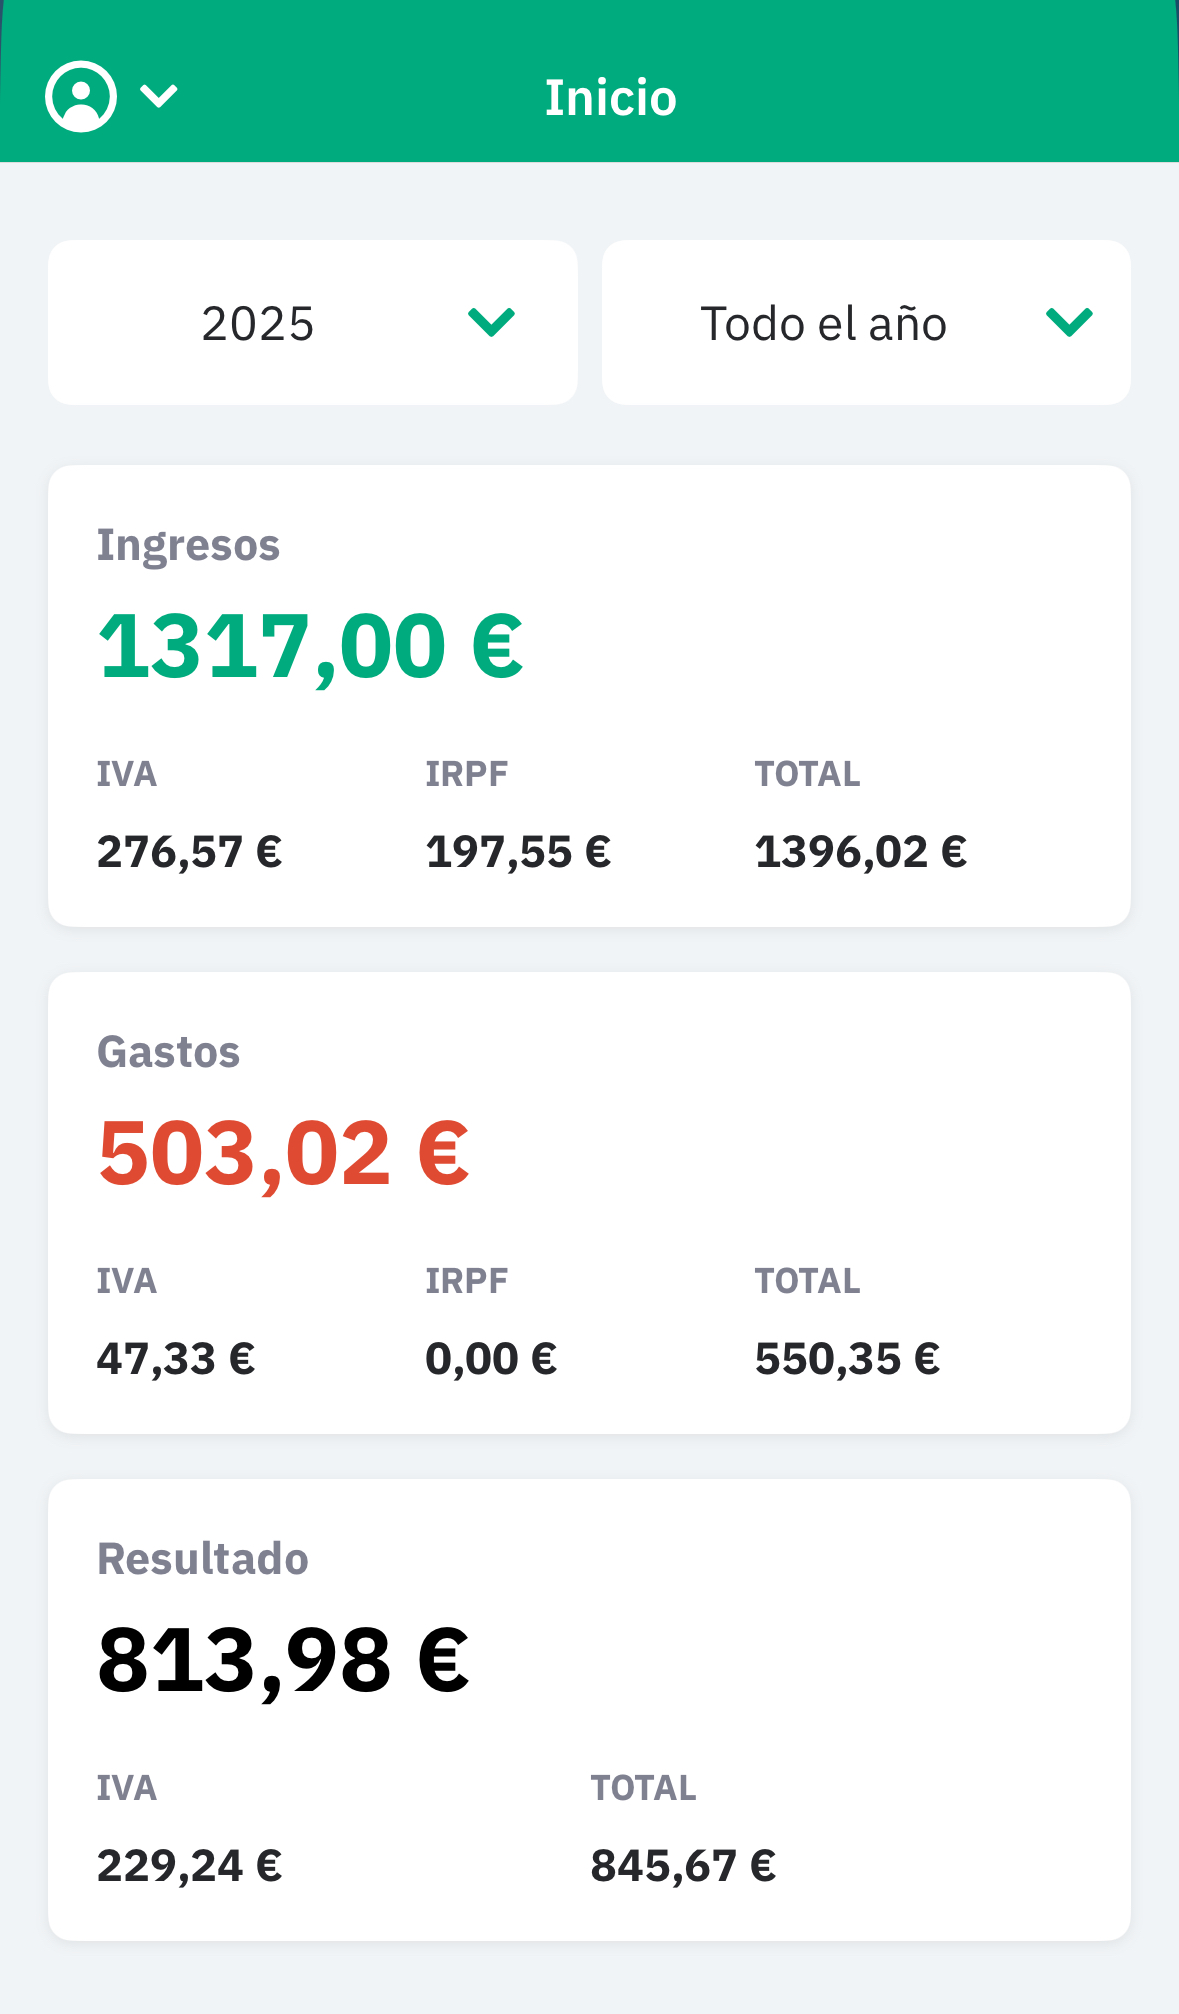 Inicio
2025 Todo el año
Ingresos
1317,00 €
IVA IRPF TOTAL
276,57 € 197,55 € 1396,02 €
Gastos
503,02 €
IVA IRPF TOTAL
47,33 € 0,00 € 550,35 €
Resultado
813,98 €
IVA TOTAL
229,24 € 845,67 €